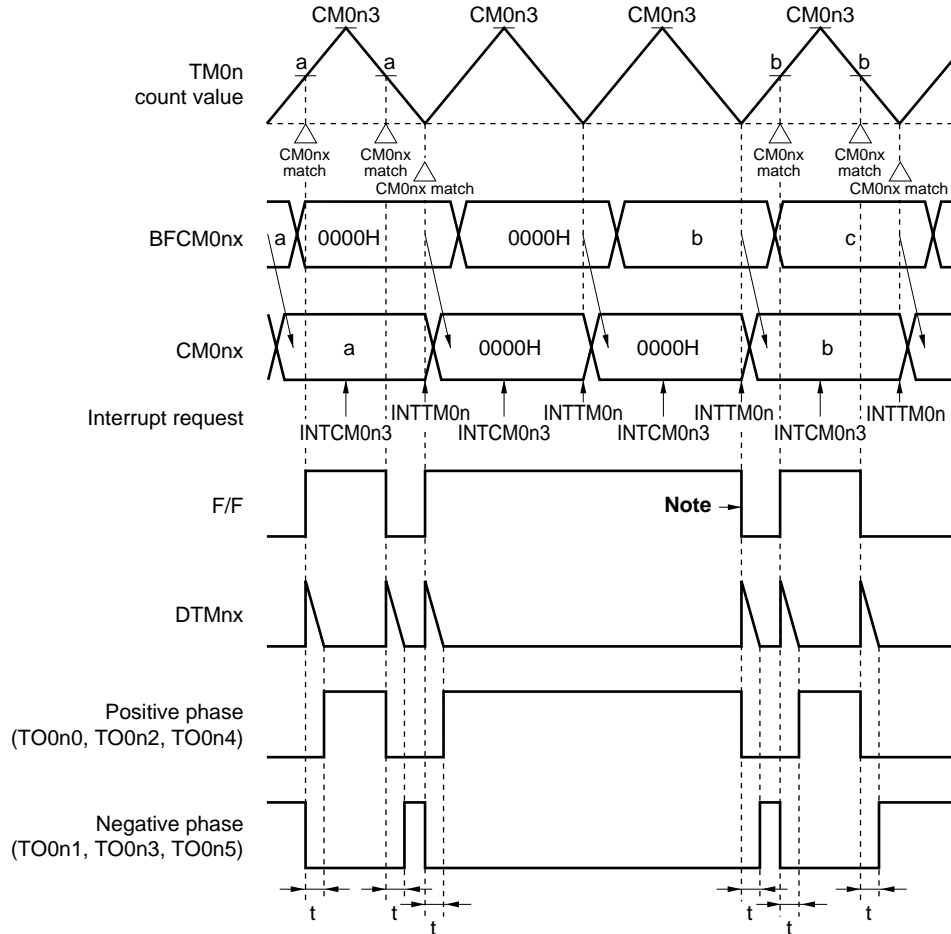 CM0n3 CM0n3 CM0n3 CM0n3
TM0n
count value
a a b b
CM0nx
match
CM0nx
match
CM0nx match
CM0nx
match
CM0nx
match
CM0nx match
BFCM0nx
a 0000H 0000H b c
CM0nx
a 0000H 0000H b
Interrupt request
INTTM0n INTTM0n INTTM0n INTTM0n
INTCM0n3 INTCM0n3 INTCM0n3 INTCM0n3
F/F
Note
DTMnx
Positive phase
(TO0n0, TO0n2, TO0n4)
Negative phase
(TO0n1, TO0n3, TO0n5)
t t t t t t